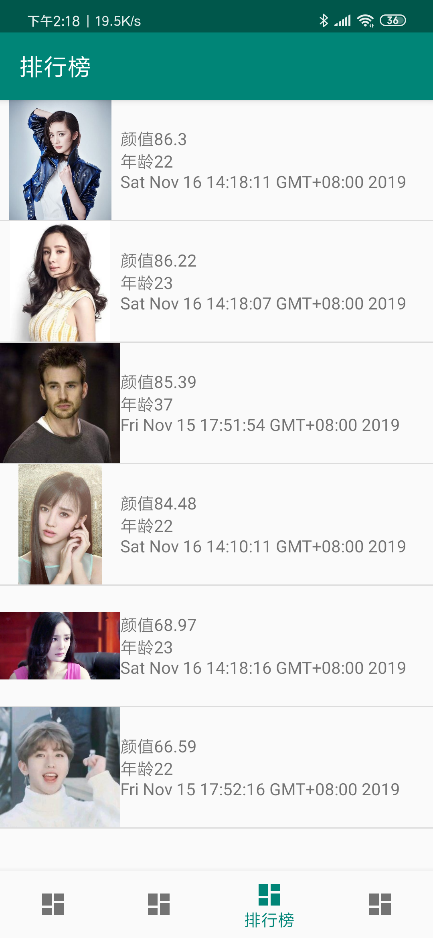 下午2:18 | 19.5K/s
36
排行榜
颜值86.3
年龄22
Sat Nov 16 14:18:11 GMT+08:00 2019
颜值86.22
年龄23
Sat Nov 16 14:18:07 GMT+08:00 2019
颜值85.39
年龄37
Fri Nov 15 17:51:54 GMT+08:00 2019
颜值84.48
年龄22
Sat Nov 16 14:10:11 GMT+08:00 2019
颜值68.97
年龄23
Sat Nov 16 14:18:16 GMT+08:00 2019
颜值66.59
年龄22
Fri Nov 15 17:52:16 GMT+08:00 2019
排行榜